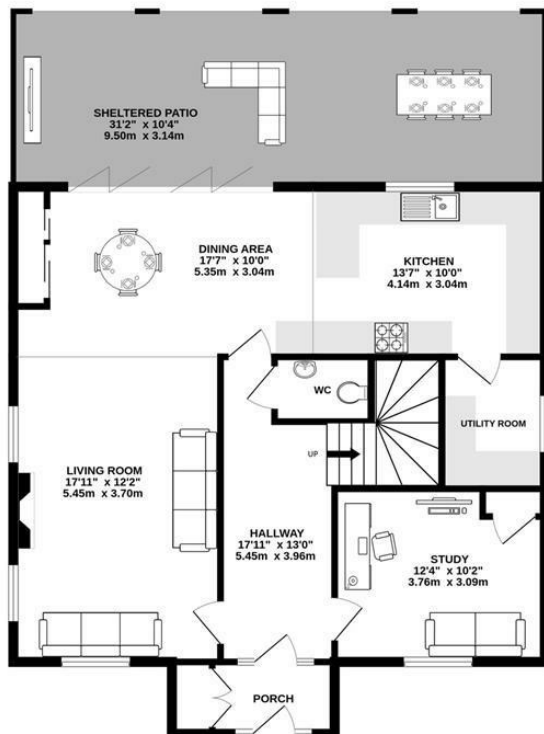 SHELTERED PATIO
31'2" x 10'4"
9.50m x 3.14m
DINING AREA
17'7" x 10'0"
5.35m x 3.04m
KITCHEN
13'7" x 10'0"
4.14m x 3.04m
WC
UTILITY ROOM
UP
LIVING ROOM
17'11" x 12'2"
5.45m x 3.70m
HALLWAY
17'11" x 13'0"
5.45m x 3.96m
STUDY
12'4" x 10'2"
3.76m x 3.09m
PORCH